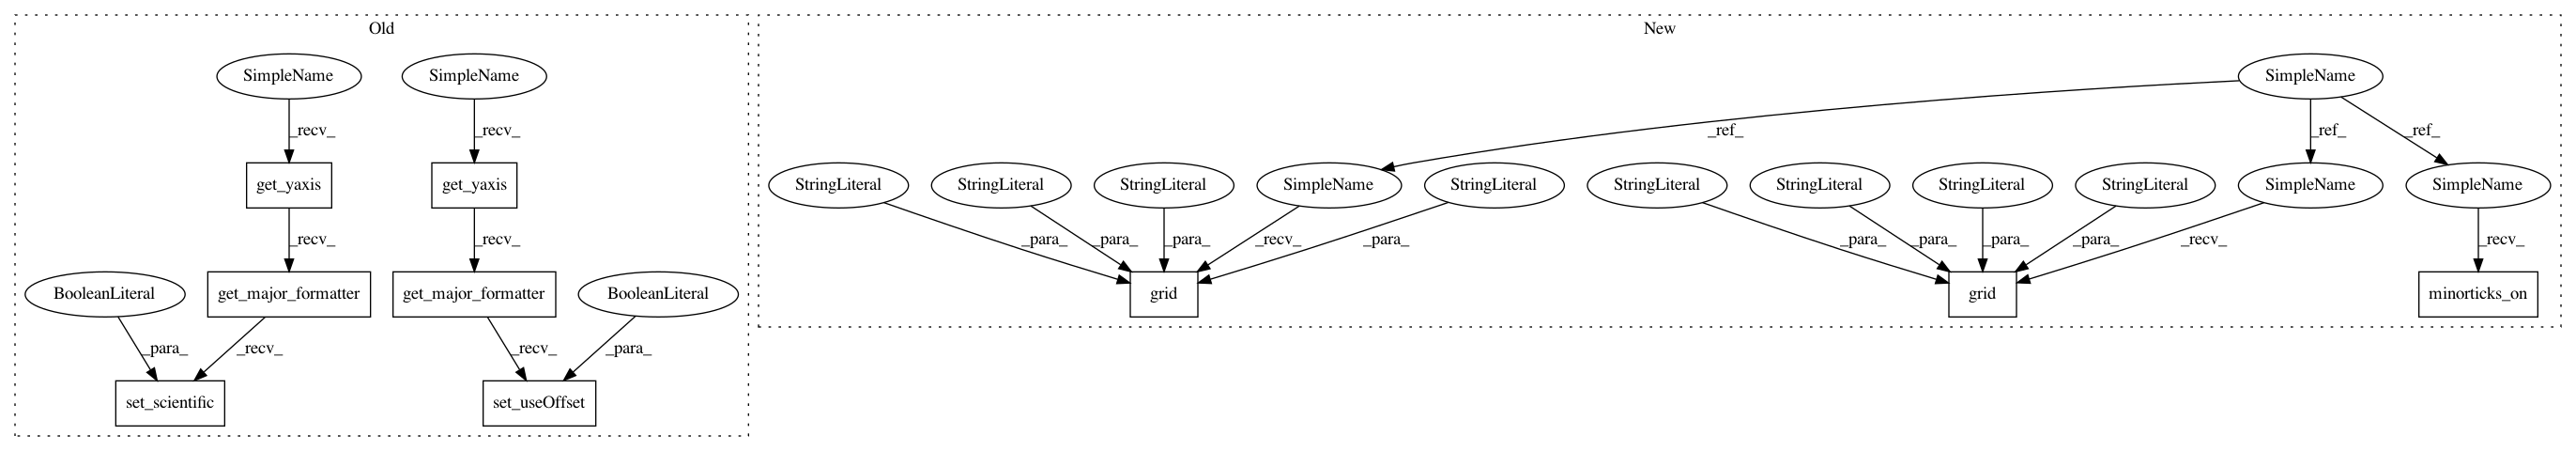 Old
New
SimpleName
SimpleName
SimpleName
_recv_
_recv_
_ref_
_ref_
_ref_
get_yaxis
get_yaxis
StringLiteral
StringLiteral
StringLiteral
SimpleName
StringLiteral
StringLiteral
StringLiteral
StringLiteral
StringLiteral
SimpleName
SimpleName
_recv_
_recv_
_para_
_para_
_para_
_recv_
_para_
_para_
_para_
_para_
_para_
_recv_
_recv_
BooleanLiteral
get_major_formatter
get_major_formatter
BooleanLiteral
grid
grid
minorticks_on
_para_
_recv_
_recv_
_para_
set_scientific
set_useOffset